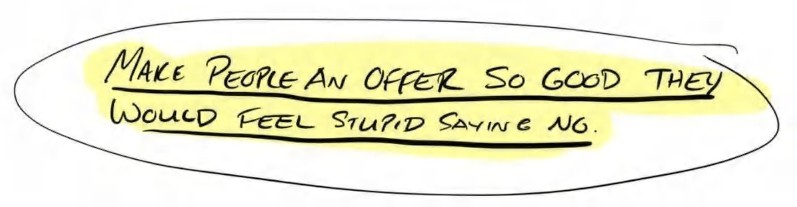 MAKE PEOPLE AN OFFER SO GOOD THEY
WOULD FEEL STUPID SAYING NO.